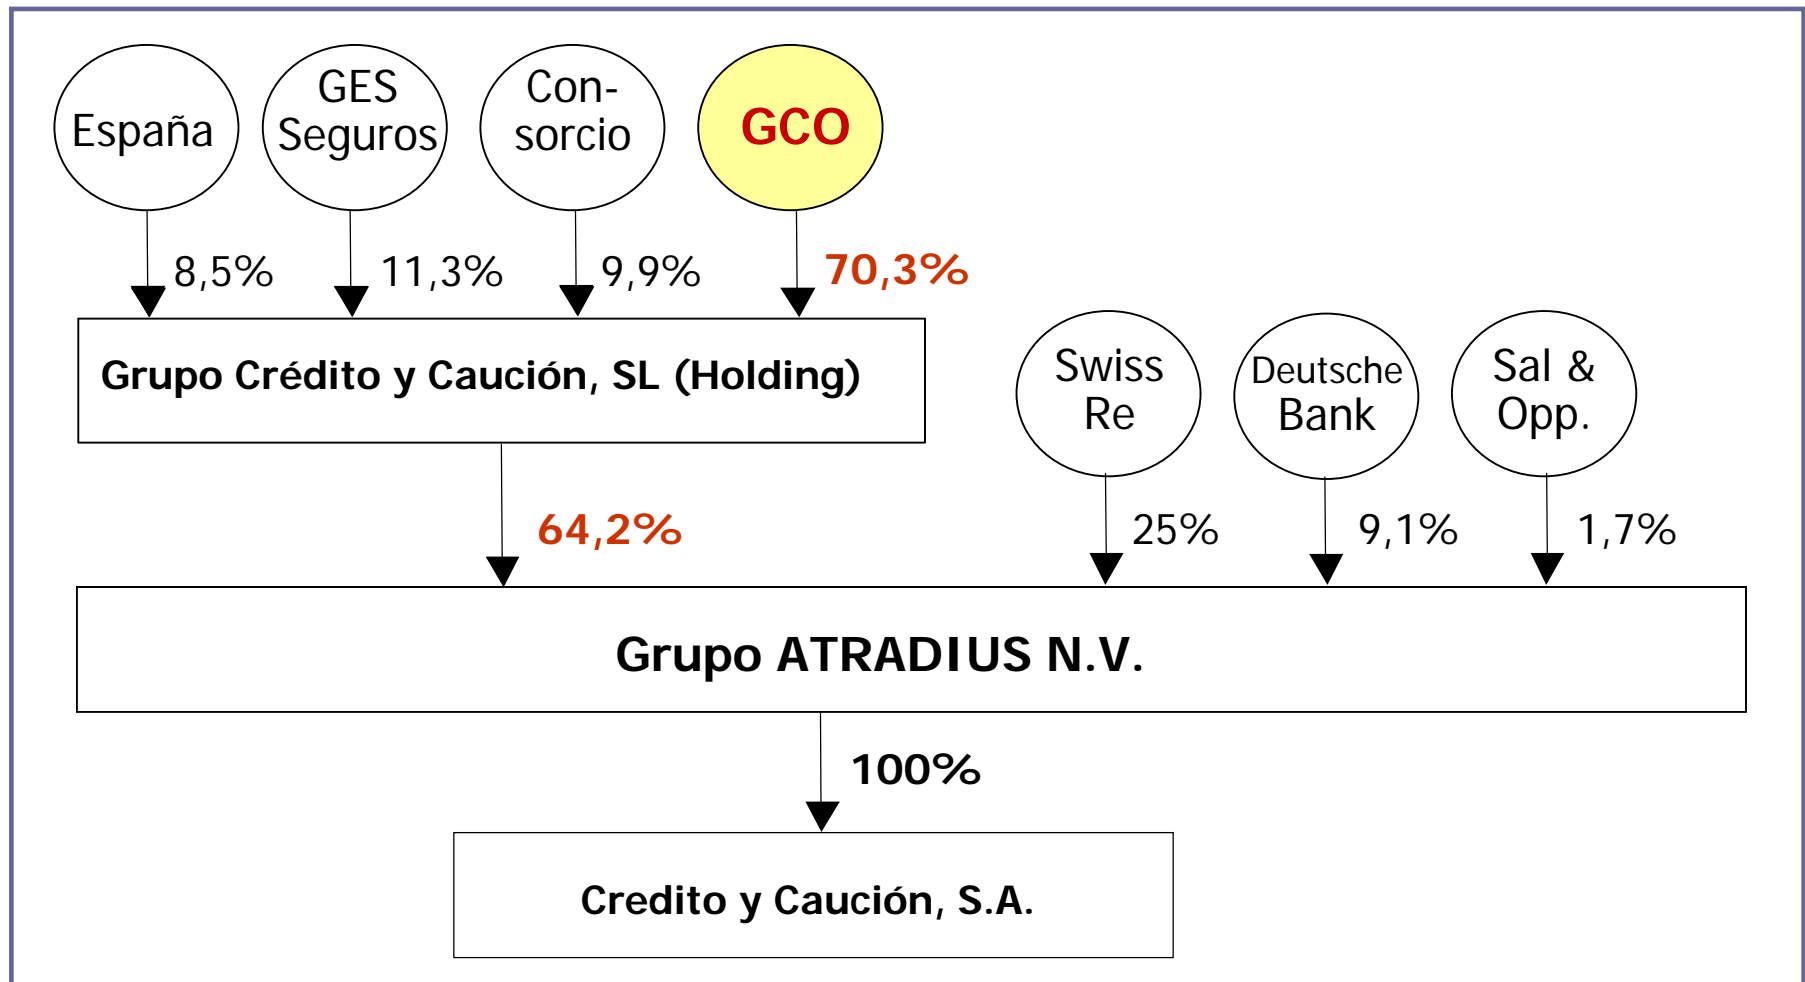 España
GES
Seguros
Con-
sorcio
GCO
8,5%
11,3%
9,9%
70,3%
Grupo Crédito y Caución, SL (Holding)
Swiss
Re
Deutsche
Bank
Sal &
Opp.
64,2%
25%
9,1%
1,7%
Grupo ATRADIUS N.V.
100%
Credito y Caución, S.A.